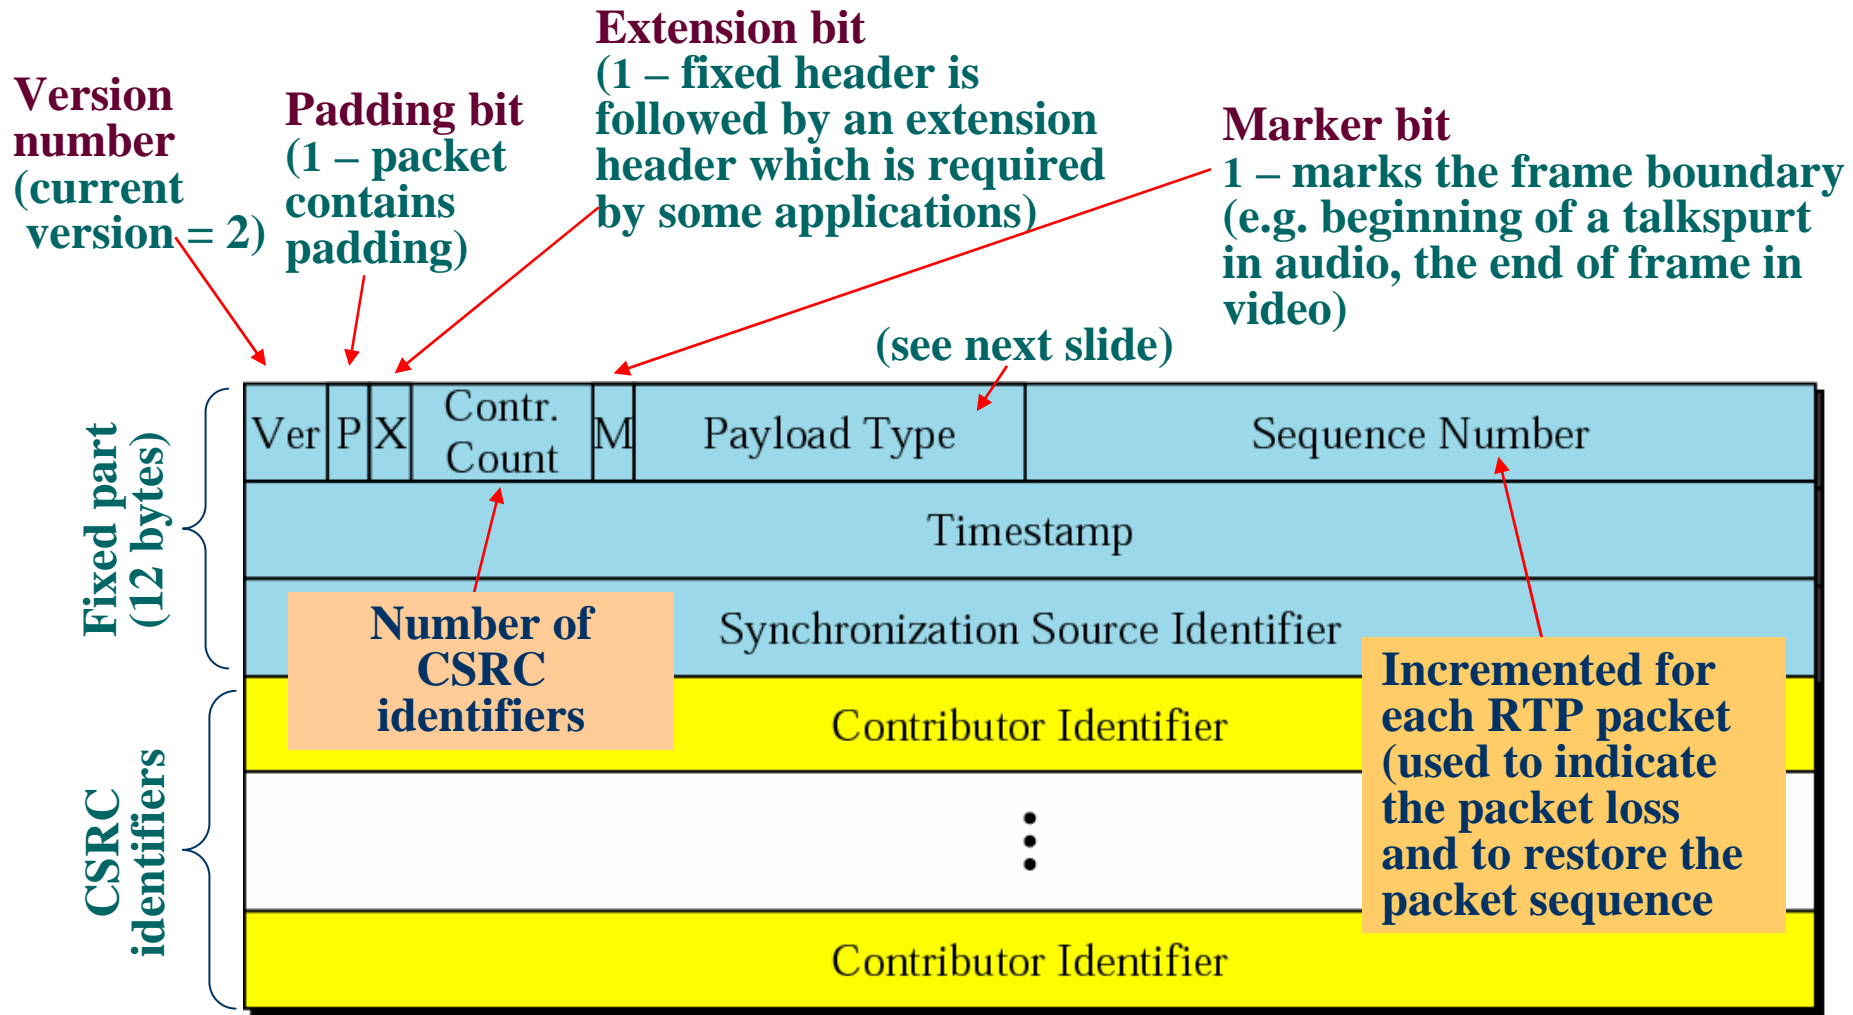 Version
number
(current
version = 2)
Padding bit
(1 – packet
contains
padding)
Extension bit
(1 – fixed header is
followed by an extension
header which is required
by some applications)
Marker bit
1 – marks the frame boundary
(e.g. beginning of a talkspurt
in audio, the end of frame in
video)
(see next slide)
Fixed part
(12 bytes)
Ver P X Contr.
Count M Payload Type Sequence Number
Timestamp
Synchronization Source Identifier
Number of
CSRC
identifiers
Incremented for
each RTP packet
(used to indicate
the packet loss
and to restore the
packet sequence
CSRC
identifiers
Contributor Identifier
Contributor Identifier